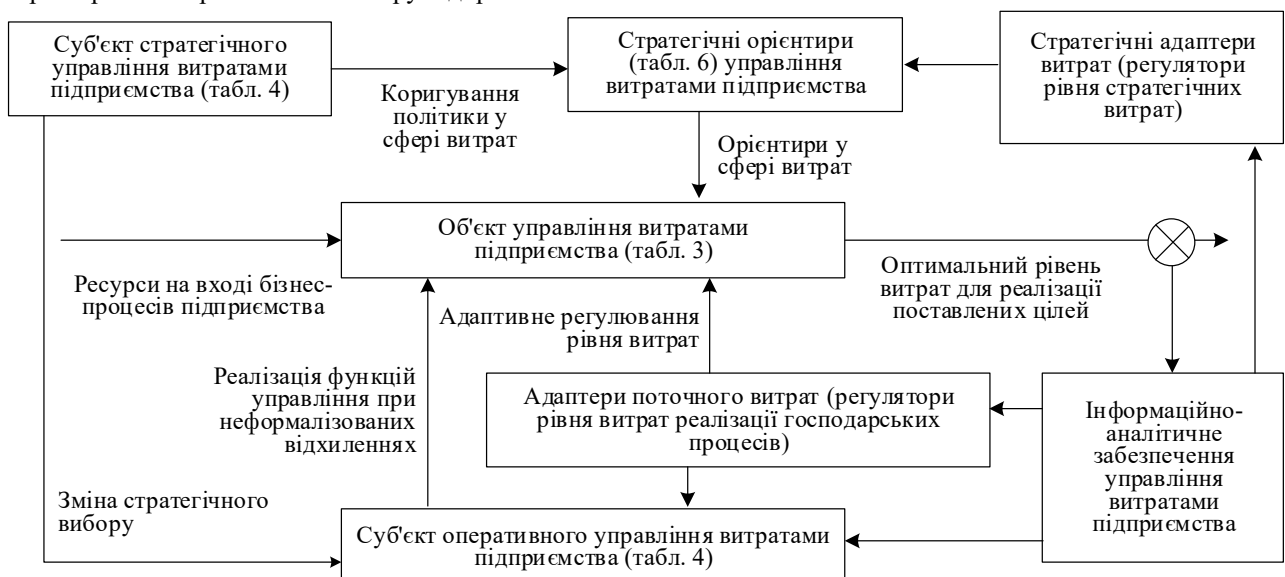 Суб'єкт стратегічного
управління витратами
підприємства (табл. 4)
Стратегічні орієнтири
(табл. 6) управління
витратами підприємства
Стратегічні адаптери
витрат (регулятори
рівня стратегічних
витрат)
Коригування
політики у
сфері витрат
Орієнтири у
сфері витрат
Об'єкт управління витратами
підприємства (табл. 3)
Ресурси на вході бізнес-
процесів підприємства
Оптимальний рівень
витрат для реалізації
поставлених цілей
Адаптивне регулювання
рівня витрат
Реалізація функцій
управління при
неформалізованих
відхиленнях
Адаптери поточного витрат (регулятори
рівня витрат реалізації господарських
процесів)
Інформаційно-
аналітичне
забезпечення
управління
витратами
підприємства
Зміна стратегічного
вибору
Суб'єкт оперативного управління витратами
підприємства (табл. 4)